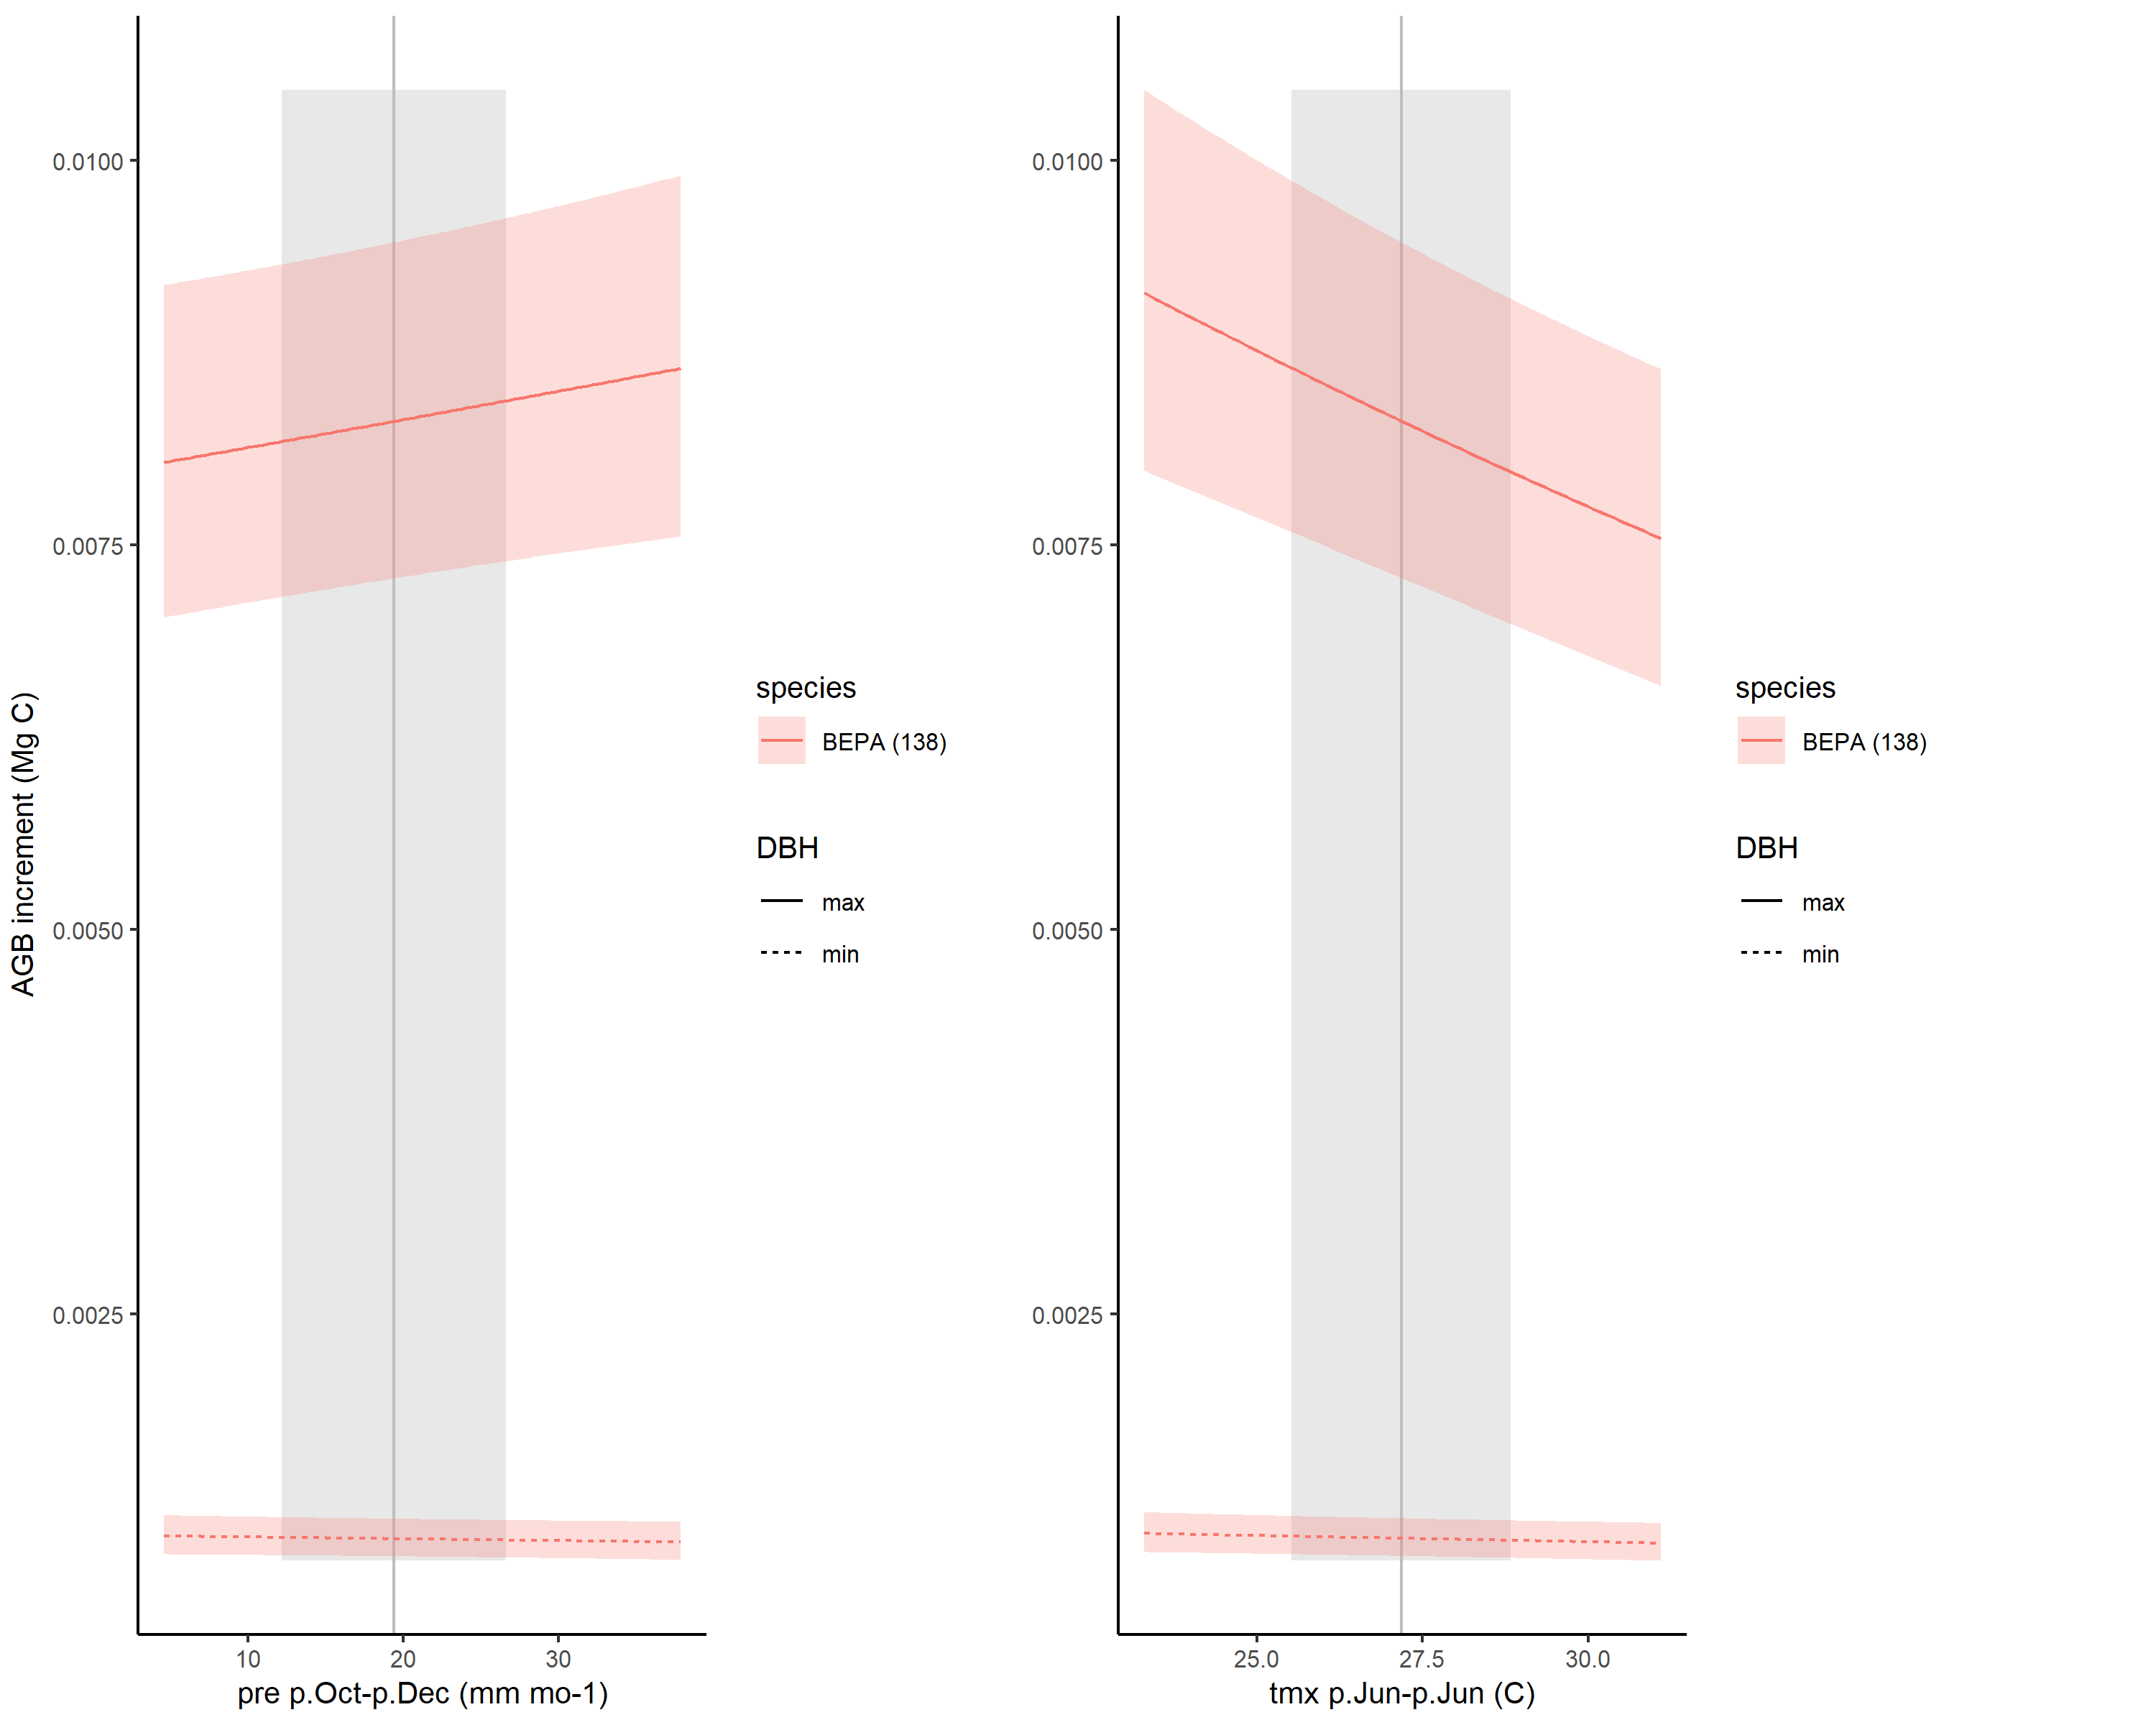 AGB increment (Mg C)
0.0100
0.0075
0.0050
0.0025
10 20 30
pre p.Oct-p.Dec (mm mo-1)
species
BEPA (138)
DBH
max
min
0.0100
0.0075
0.0050
0.0025
25.0 27.5 30.0
tmx p.Jun-p.Jun (C)
species
BEPA (138)
DBH
max
min